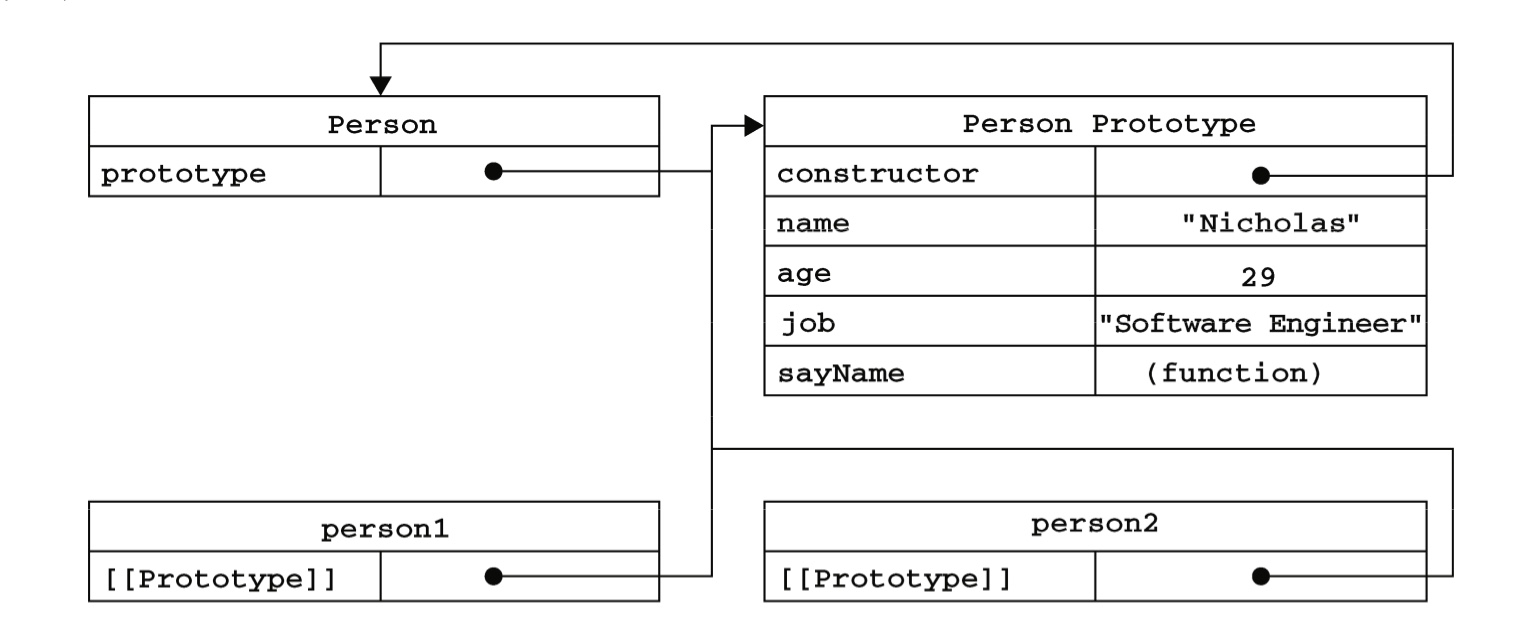 Person
prototype
Person Prototype
constructor
name "Nicholas"
age 29
job "Software Engineer"
sayName (function)
person1
[[Prototype]]
person2
[[Prototype]]